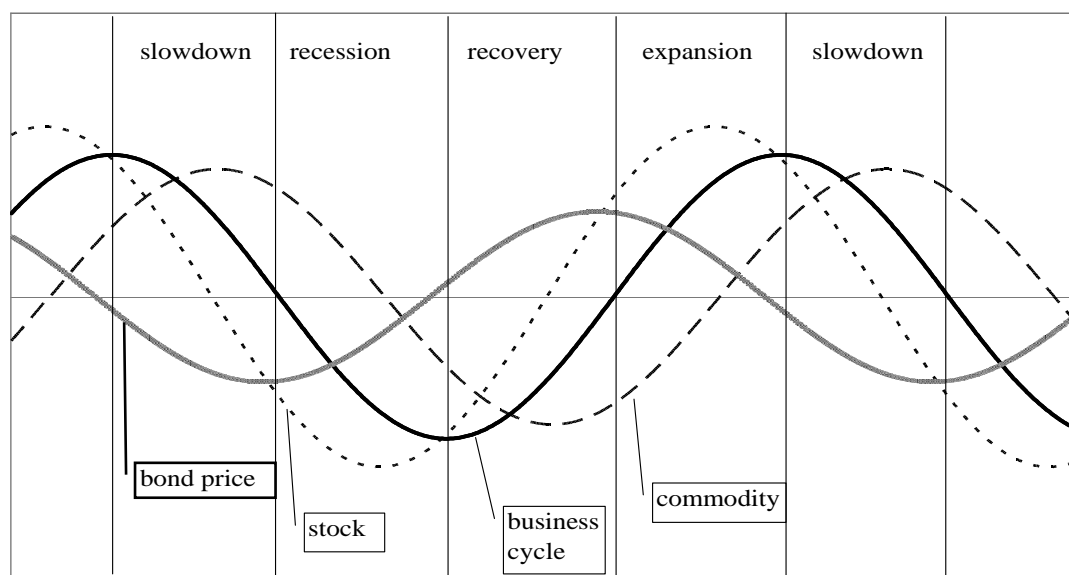 slowdown
recession
recovery
expansion
slowdown
bond price
stock
business
cycle
commodity